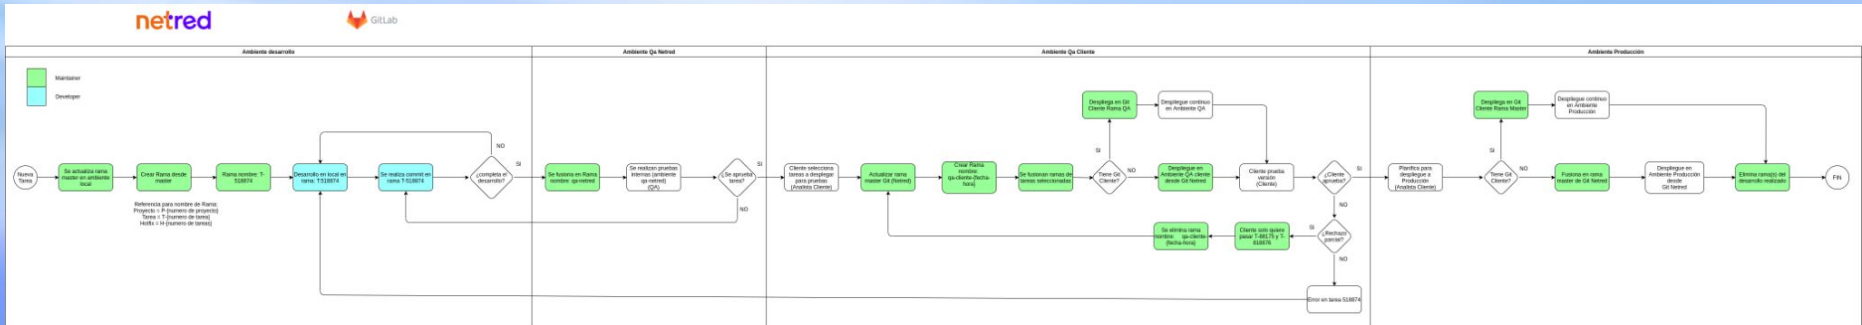 netred
GitLab
Ambiente desarrollo
Ambiente Qa Netred
Ambiente Qa Cliente
Ambiente Producción
Maintainer
Developer
Nueva
Tarea
Se actualiza rama
master en ambiente
local
Crear Rama desde
master
Rama nombre: T-
518874
Desarrollo en local en
rama: T-518874
Se realiza commit en
rama T-518874
¿completa el
desarrollo?
NO
SI
Referencia para nombre de Rama:
Proyecto = P-(numero de proyecto)
Tarea = T-(numero de tarea)
Hotfix = H-(numero de tareas)
Se fusiona en Rama
nombre: qa-netred
Se realizan pruebas
internas (ambiente
qa-netred)
(QA)
¿Se aprueba
tarea?
SI
NO
Cliente selecciona
tareas a desplegar
para pruebas
(Analista Cliente)
Actualizar rama
master Git (Netred)
Crear Rama
nombre
qa-cliente-(fecha-
hora)
Se fusionan ramas de
tareas seleccionadas
Tiene Git
Cliente?
SI
NO
Despliega en Git
Cliente Rama QA
Despliegue continuo
en Ambiente QA
Despliegue en
Ambiente QA cliente
desde Git Netred
Cliente prueba
versión
(Cliente)
¿Cliente
aprueba?
SI
NO
¿Rechazo
parcial?
SI
NO
Cliente solo quiere
pasar
Se elimina rama
nombre: qa-cliente-
(fecha-hora)
Error en tarea 518874
Planifica para
despliegue a
Producción
(Analista Cliente)
Tiene Git
Cliente?
SI
NO
Despliega en Git
Cliente Rama Master
Despliegue continuo
en Ambiente
Producción
Fusiona en rama
master de Git Netred
Despliegue en
Ambiente Producción
desde
Git Netred
Elimina rama(s) del
desarrollo realizado
FIN